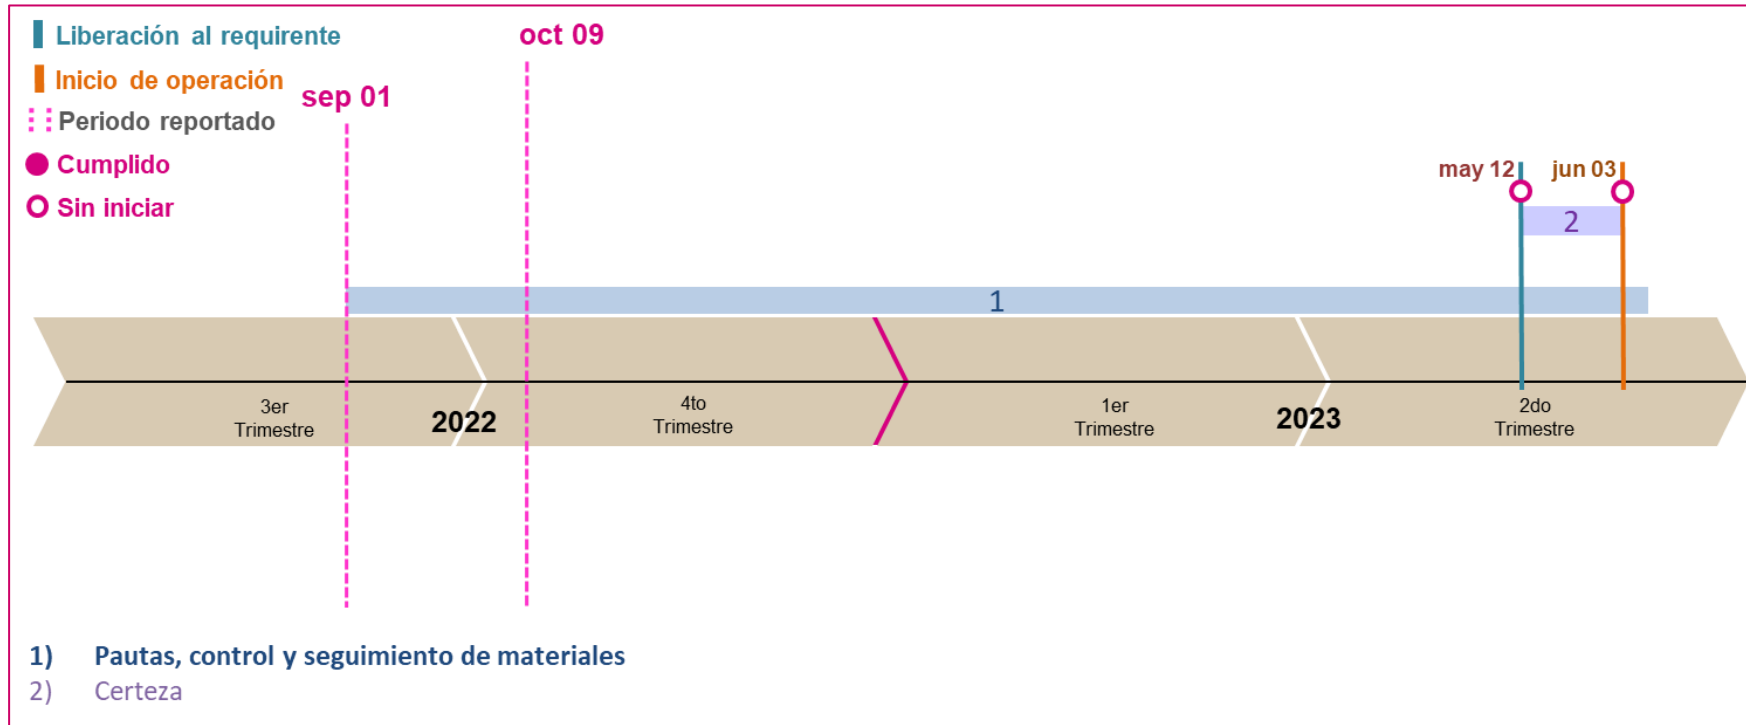 Liberación al requirente
Inicio de operación
Periodo reportado
Cumplido
Sin iniciar
sep 01
oct 09
may 12
jun 03
2
1
3er
Trimestre
2022
4to
Trimestre
1er
Trimestre
2023
2do
Trimestre
1) Pautas, control y seguimiento de materiales
2) Certeza